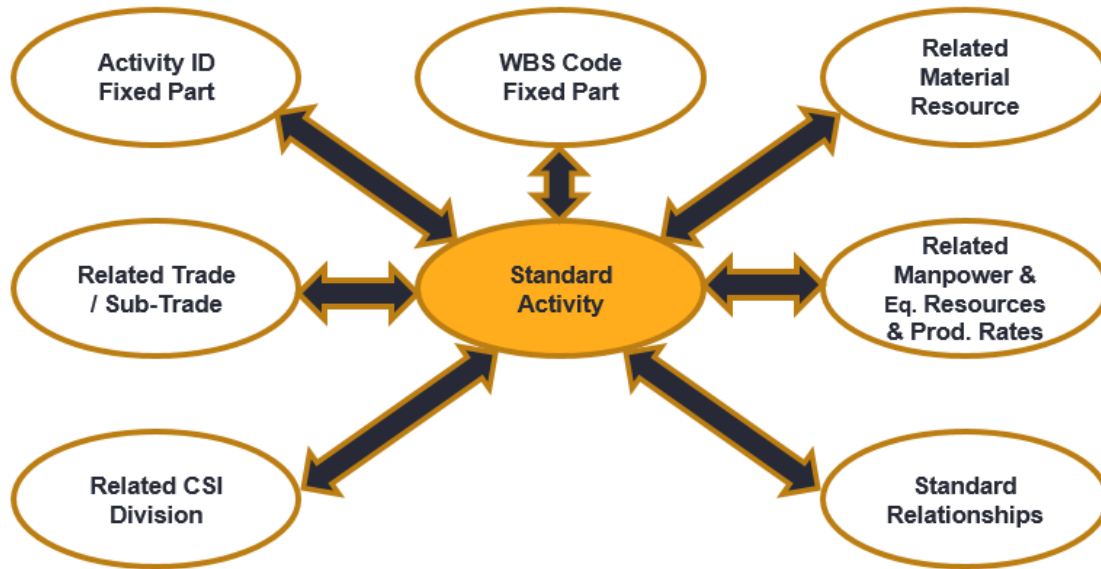 Activity ID
Fixed Part
WBS Code
Fixed Part
Related
Material
Resource
Related Trade
/ Sub-Trade
Standard
Activity
Related
Manpower &
Eq. Resources
& Prod. Rates
Related CSI
Division
Standard
Relationships